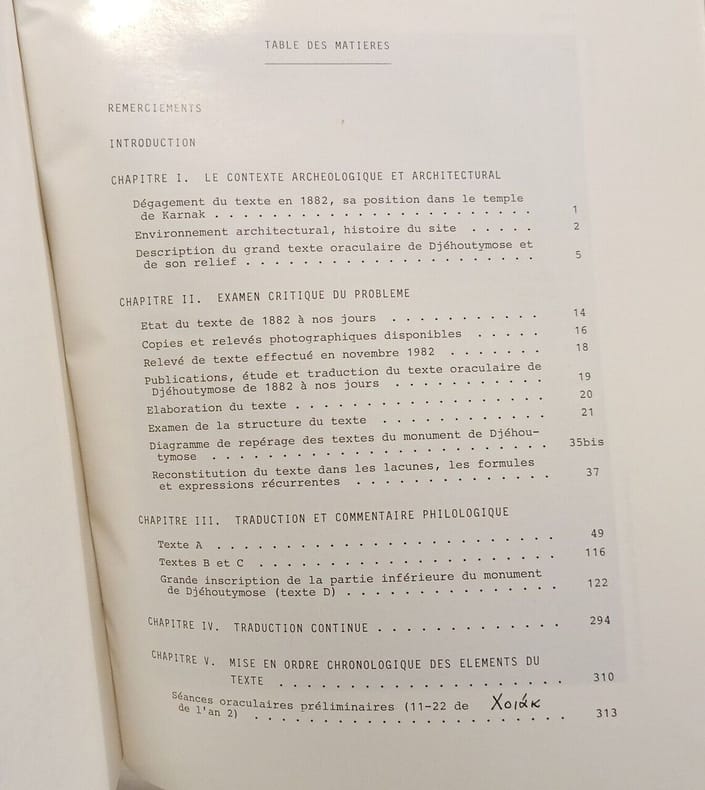 TABLE DES MATIERES
REMERCIEMENTS
INTRODUCTION
CHAPITRE I. LE CONTEXTE ARCHEOLOGIQUE ET ARCHITECTURAL
Dégagement du texte en 1882, sa position dans le temple
de Karnak . . . . . . . . . . . . . . . . . . . . . . . 1
Environnement architectural, histoire du site . . . . . 2
Description du grand texte oraculaire de Djéhoutymose et
de son relief . . . . . . . . . . . . . . . . . . . . . 5
CHAPITRE II. EXAMEN CRITIQUE DU PROBLEME
Etat du texte de 1882 à nos jours . . . . . . . . . . . 14
Copies et relevés photographiques disponibles . . . . . 16
Relevé de texte effectué en novembre 1982 . . . . . . . 18
Publications, étude et traduction du texte oraculaire de
Djéhoutymose de 1882 à nos jours . . . . . . . . . . . 19
Elaboration du texte . . . . . . . . . . . . . . . . . . 20
Examen de la structure du texte . . . . . . . . . . . . 21
Diagramme de repérage des textes du monument de Djéhou-
tymose . . . . . . . . . . . . . . . . . . . . . . . . 35bis
Reconstitution du texte dans les lacunes, les formules
et expressions récurrentes . . . . . . . . . . . . . . 37
CHAPITRE III. TRADUCTION ET COMMENTAIRE PHILOLOGIQUE
Texte A . . . . . . . . . . . . . . . . . . . . . . . . 49
Textes B et C . . . . . . . . . . . . . . . . . . . . . 116
Grande inscription de la partie inférieure du monument
de Djéhoutymose (texte D) . . . . . . . . . . . . . . . 122
CHAPITRE IV. TRADUCTION CONTINUE . . . . . . . . . . . . . 294
CHAPITRE V. MISE EN ORDRE CHRONOLOGIQUE DES ELEMENTS DU
TEXTE . . . . . . . . . . . . . . . . . . . . 310
Séances oraculaires préliminaires (11-22 de Χοιάκ
de l'an 2) . . . . . . . . . . . . . . . . . . . . . . 313